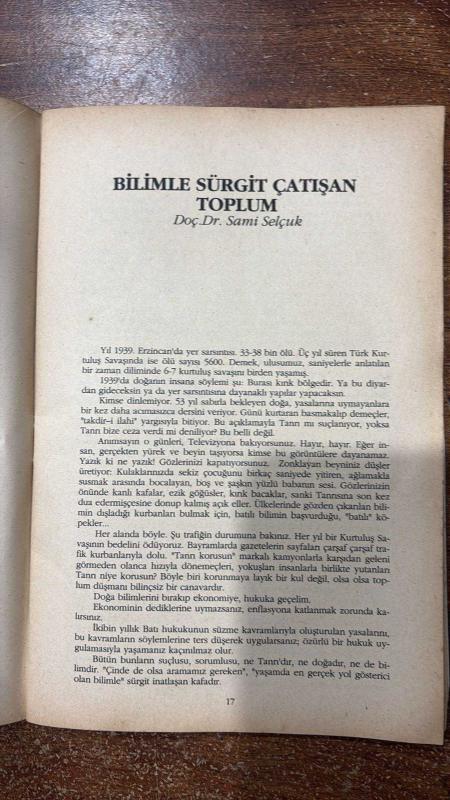 BİLİMLE SÜRGİT ÇATIŞAN
TOPLUM
Doç.Dr. Sami Selçuk
Yıl 1939. Erzincan'da yer sarsıntısı. 33-38 bin ölü. Üç yıl süren Türk Kur-
tuluş Savaşında ise ölü sayısı 5600. Demek, ulusumuz, saniyelerle anlatılan
bir zaman diliminde 6-7 kurtuluş savaşını birden yaşamış.
1939'da doğanın insana söylemi şu: Burası kırık bölgedir. Ya bu diyar-
dan gideceksin ya da yer sarsıntısına dayanaklı yapılar yapacaksın.
Kimse dinlemiyor. 53 yıl sabırla bekleyen doğa, yasalarına uymayanlara
bir kez daha acımasızca dersini veriyor. Günü kurtaran basmakalıp demeçler,
"takdir-i ilahi" yargısıyla bitiyor. Bu açıklamayla Tanrı mı suçlanıyor, yoksa
Tanrı bize ceza verdi mi deniliyor? Bu belli değil.
Anımsayın o günleri, Televizyona bakıyorsunuz. Hayır, hayır. Eğer in-
san, gerçekten yürek ve beyin taşıyorsa kimse bu görüntülere dayanamaz.
Yazık ki ne yazık! Gözlerinizi kapatıyorsunuz. Zonklayan beyniniz düşler
üretiyor: Kulaklarınızda sekiz çocuğunu birkaç saniyede yitiren, ağlamakla
susmak arasında bocalayan, boş ve şaşkın yüzlü babanın sesi. Gözlerinizin
önünde kanlı kafalar, ezik göğüsler, kırık bacaklar, sanki Tanrısına son kez
dua edermişçesine donup kalmış açık eller. Ülkelerinde gözden çıkarılan bili-
min dışladığı kurbanları bulmak için, batılı bilimin başvurduğu, "batılı" kö-
pekler...
Her alanda böyle. Şu trafiğin durumuna bakınız. Her yıl bir Kurtuluş Sa-
vaşının bedelini ödüyoruz. Bayramlarda gazetelerin sayfaları çarşaf çarşaf tra-
fik kurbanlarıyla dolu. "Tanrı korusun" markalı kamyonlarla karşıdan geleni
görmeden olanca hızıyla dönemeçleri, yokuşları insanlarla birlikte yutanları
Tanrı niye korusun? Böyle biri korunmaya layık bir kul değil, olsa olsa top-
lum düşmanı bilinçsiz bir canavardır.
Doğa bilimlerini bırakıp ekonomiye, hukuka geçelim.
Ekonominin dediklerine uymazsanız, enflasyona katlanmak zorunda ka-
lırsınız.
İkibin yıllık Batı hukukunun süzme kavramlarıyla oluşturulan yasalarını,
bu kavramların söylemlerine ters düşerek uygularsanız; özürlü bir hukuk uy-
gulamasıyla yaşamanız kaçınılmaz olur.
Bütün bunların suçlusu, sorumlusu, ne Tanrı'dır, ne doğadır, ne de bi-
limdir. "Çinde de olsa aramamız gereken", "yaşamda en gerçek yol gösterici
olan bilimle" sürgit inatlaşan kafadır.
17